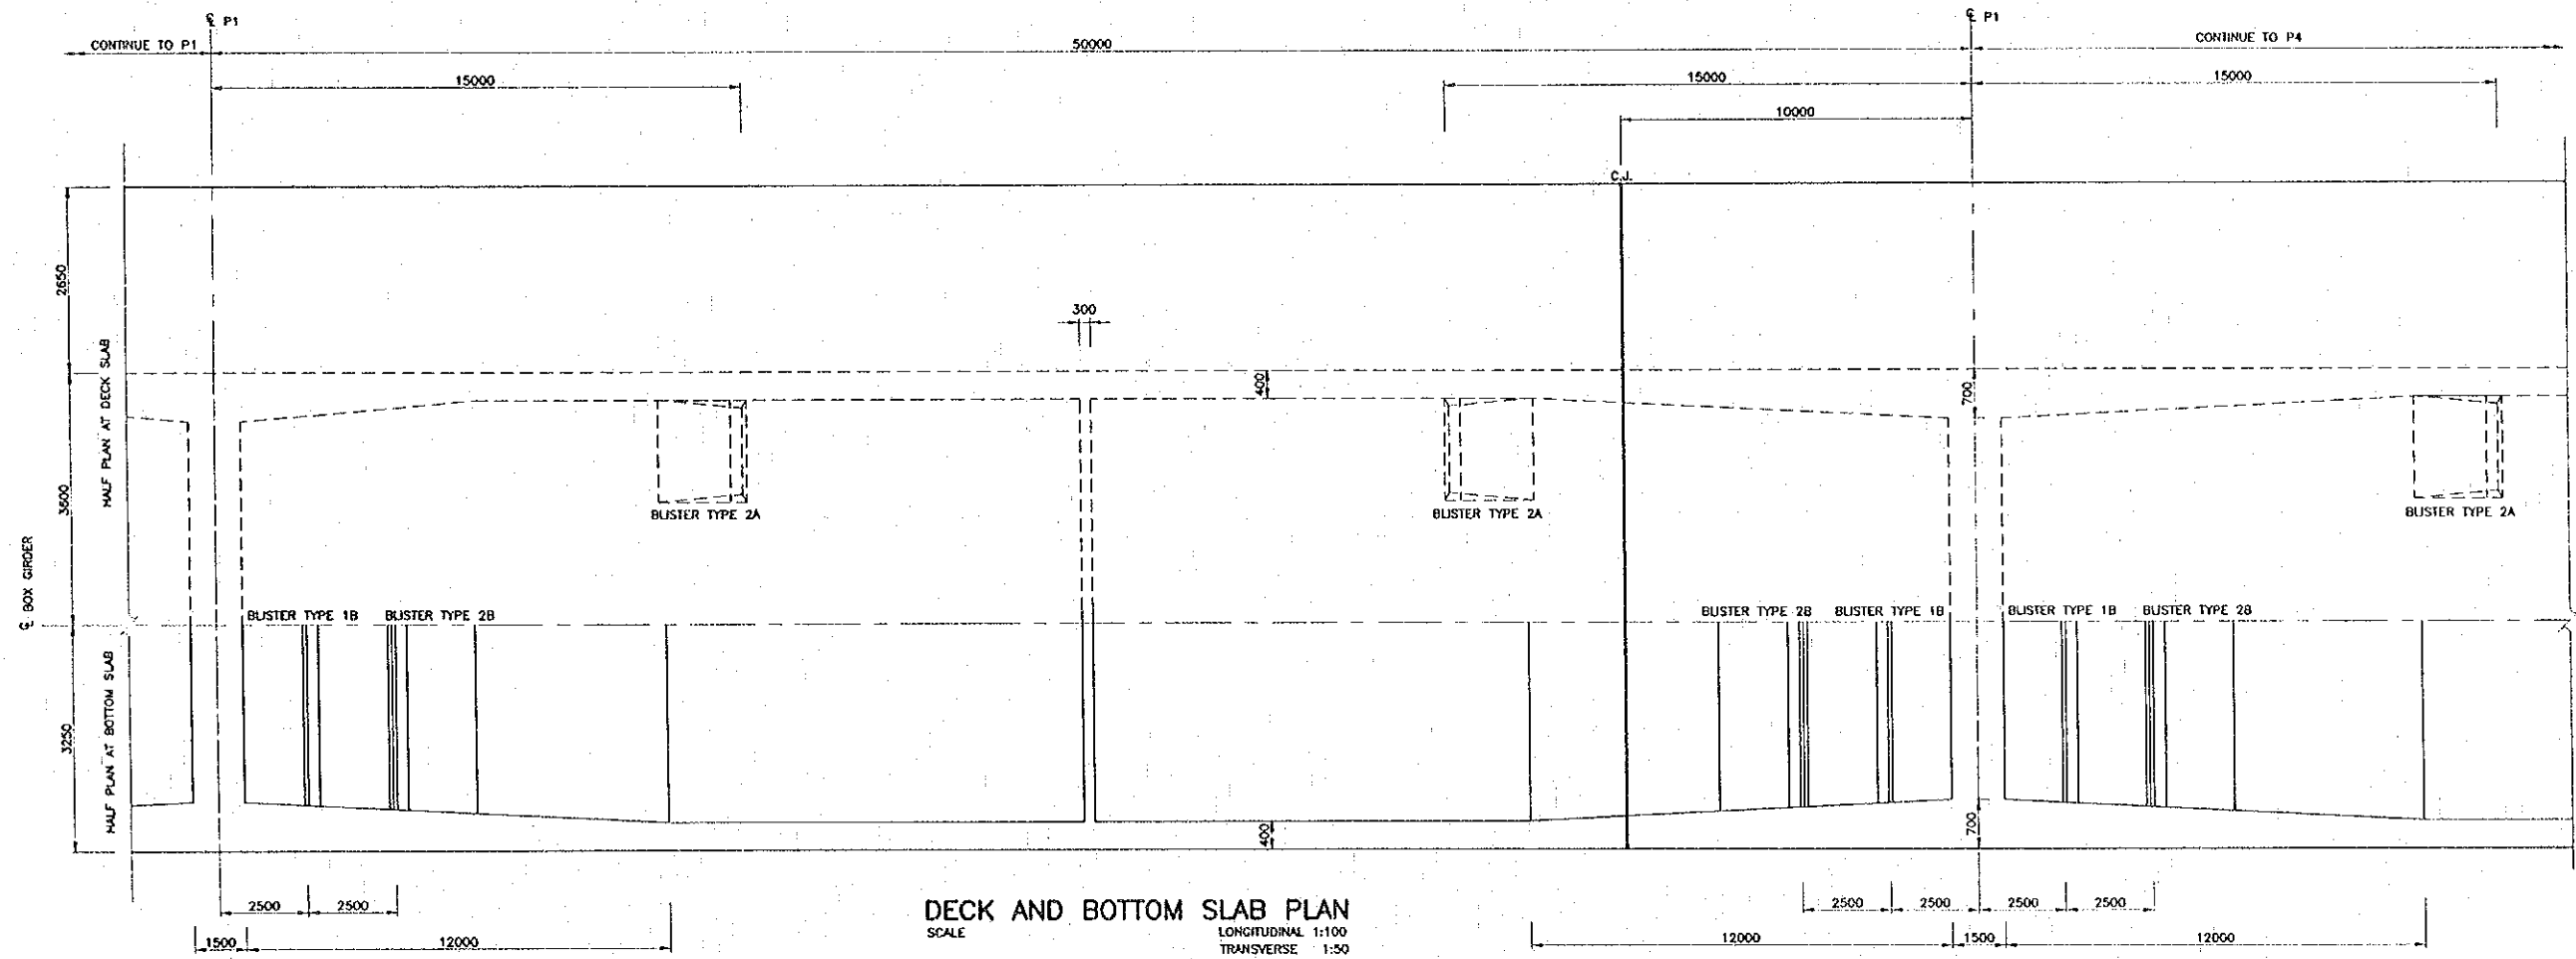 ℄ P1
℄ P1
CONTINUE TO P1
50000
CONTINUE TO P4
15000
15000
15000
10000
C.J.
2650
300
HALF PLAN AT DECK SLAB
400
700
3600
BLISTER TYPE 2A
BLISTER TYPE 2A
BLISTER TYPE 2A
℄ BOX GIRDER
BLISTER TYPE 1B
BLISTER TYPE 2B
BLISTER TYPE 2B
BLISTER TYPE 1B
BLISTER TYPE 1B
BLISTER TYPE 2B
HALF PLAN AT BOTTOM SLAB
3250
400
700
2500
2500
2500
2500
2500
2500
1500
12000
12000
1500
12000
DECK AND BOTTOM SLAB PLAN
SCALE
LONGITUDINAL 1:100
TRANSVERSE 1:50